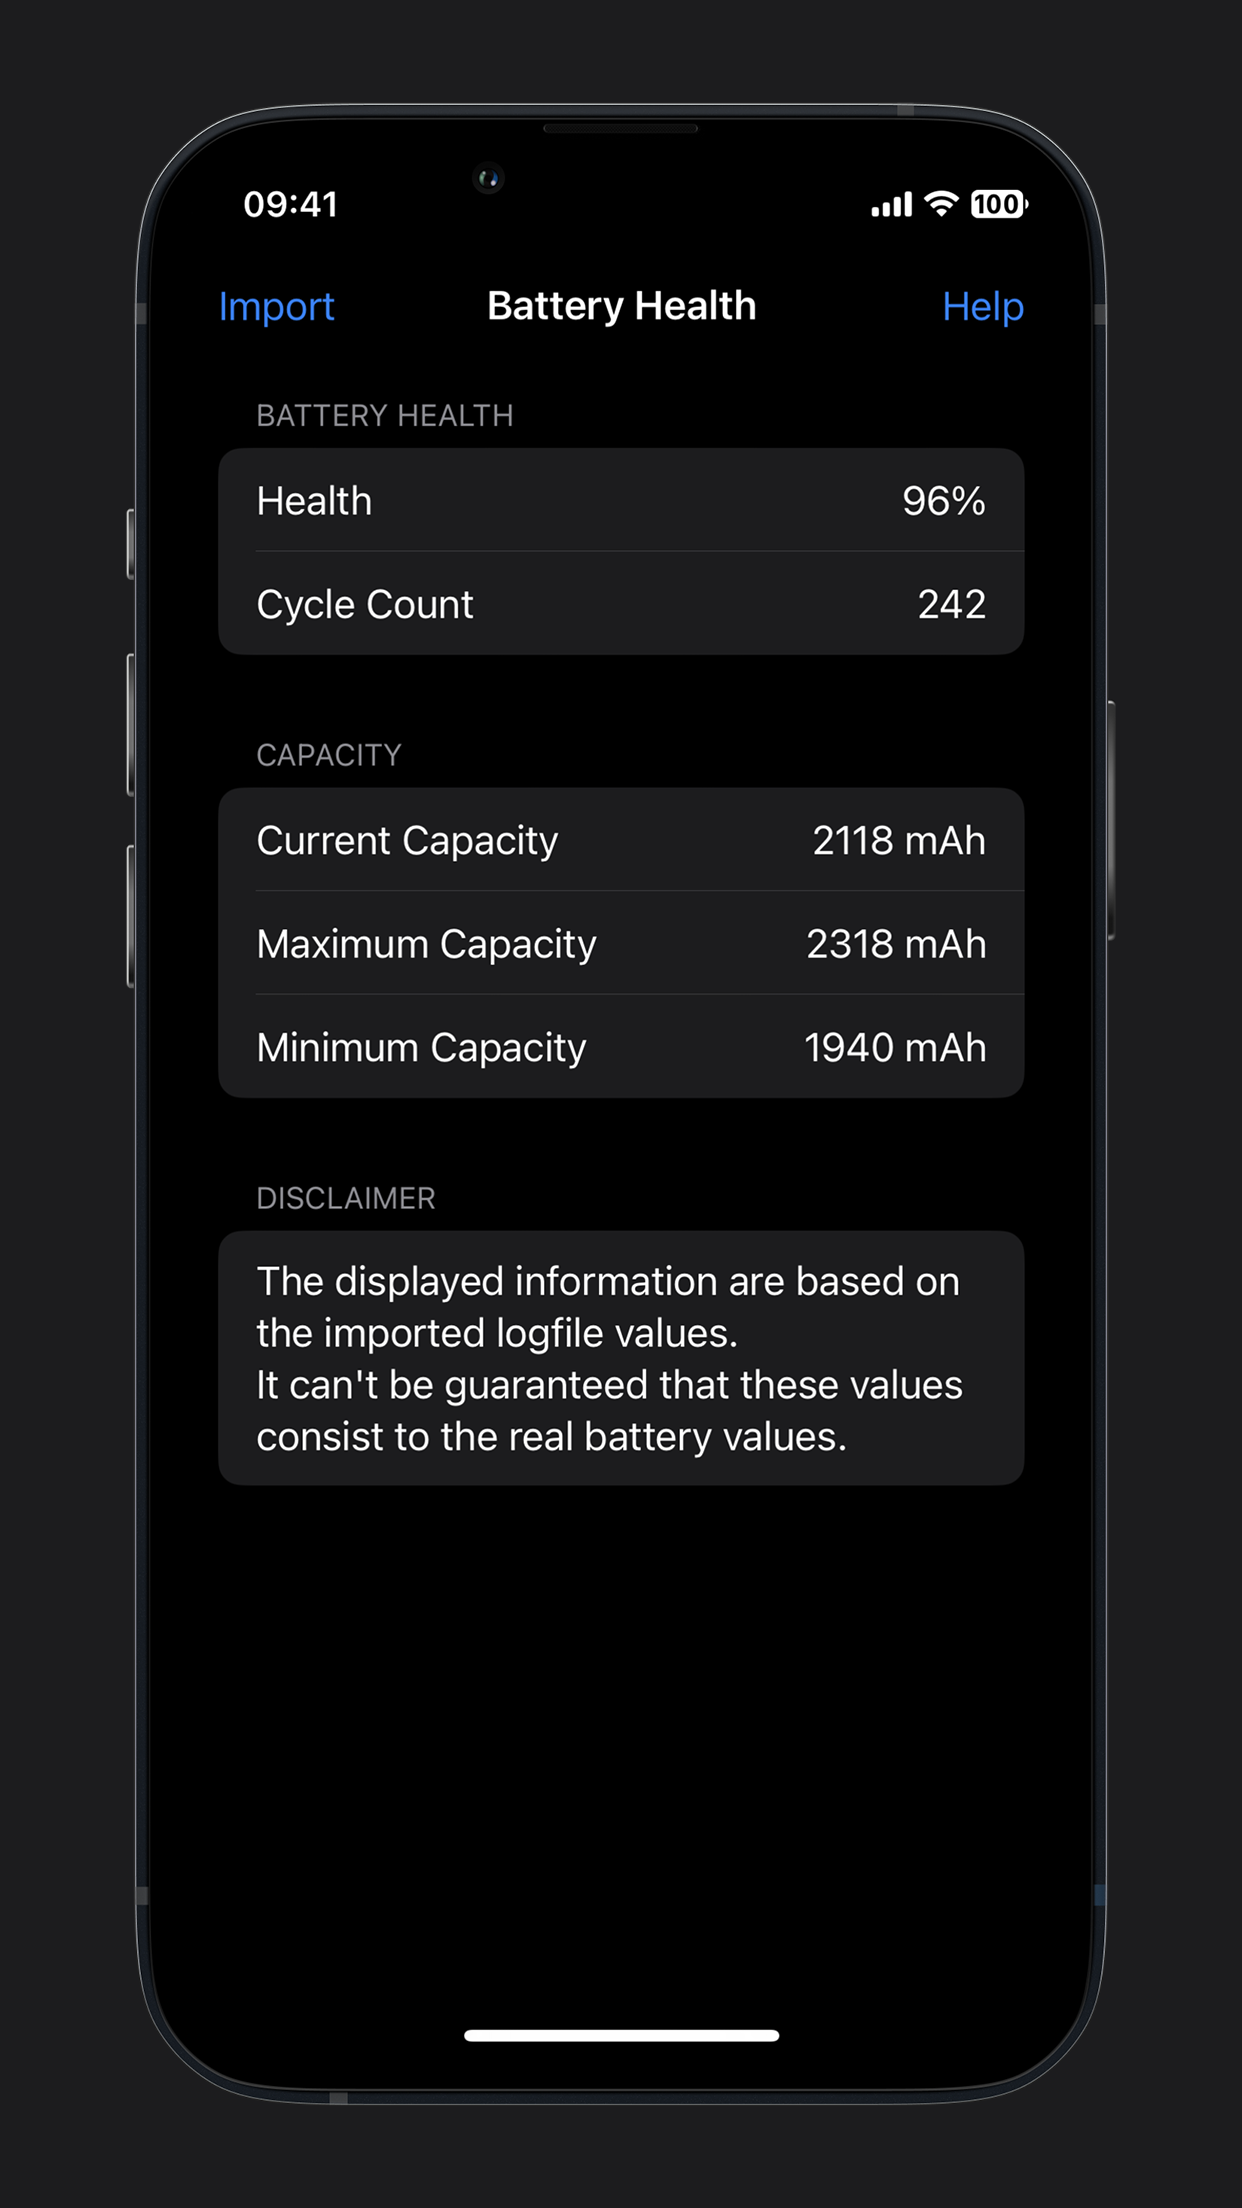 09:41
100
Import Battery Health Help
BATTERY HEALTH
Health 96%
Cycle Count 242
CAPACITY
Current Capacity 2118 mAh
Maximum Capacity 2318 mAh
Minimum Capacity 1940 mAh
DISCLAIMER
The displayed information are based on
the imported logfile values.
It can't be guaranteed that these values
consist to the real battery values.